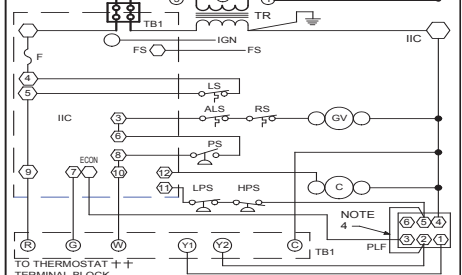 5 4
TB1 TR
IGN IIC
FS FS
F
4 LS
5
ALS RS
IIC 3 GV
6
PS
8
ECON
9 7 10 12
C
11 LPS HPS
NOTE 6 5 4
4
PLF 3 2 1
R G W Y1 Y2 C TB1
TO THERMOSTAT ++
TERMINAL BLOCK